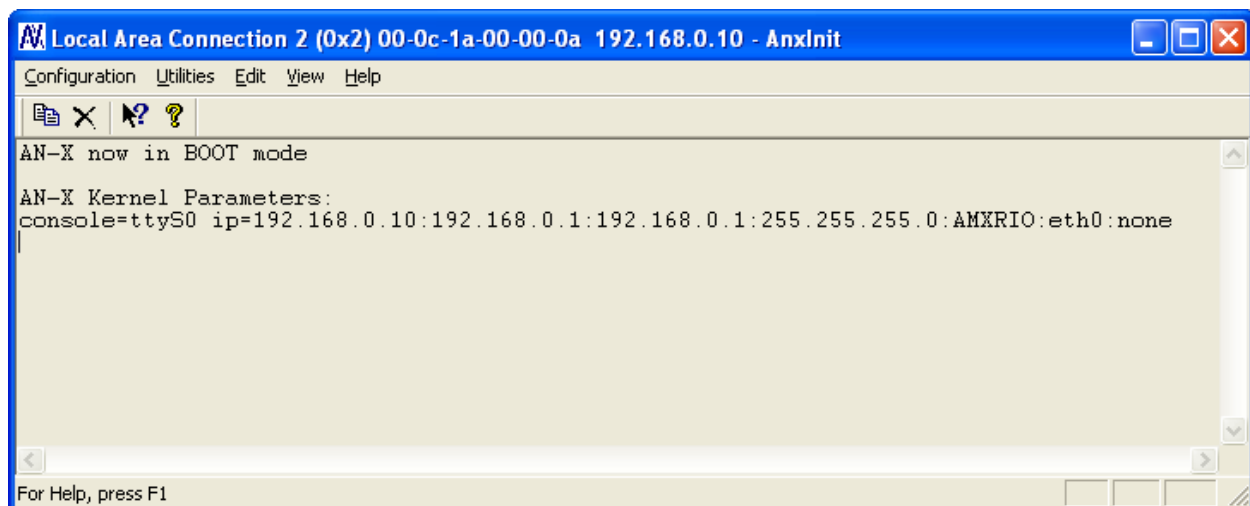 Local Area Connection 2 (0x2) 00-0c-1a-00-00-0a 192.168.0.10 - AnxInit
Configuration Utilities Edit View Help
AN-X now in BOOT mode
AN-X Kernel Parameters:
console=ttyS0 ip=192.168.0.10:192.168.0.1:192.168.0.1:255.255.255.0:AMXRIO:eth0:none
For Help, press F1